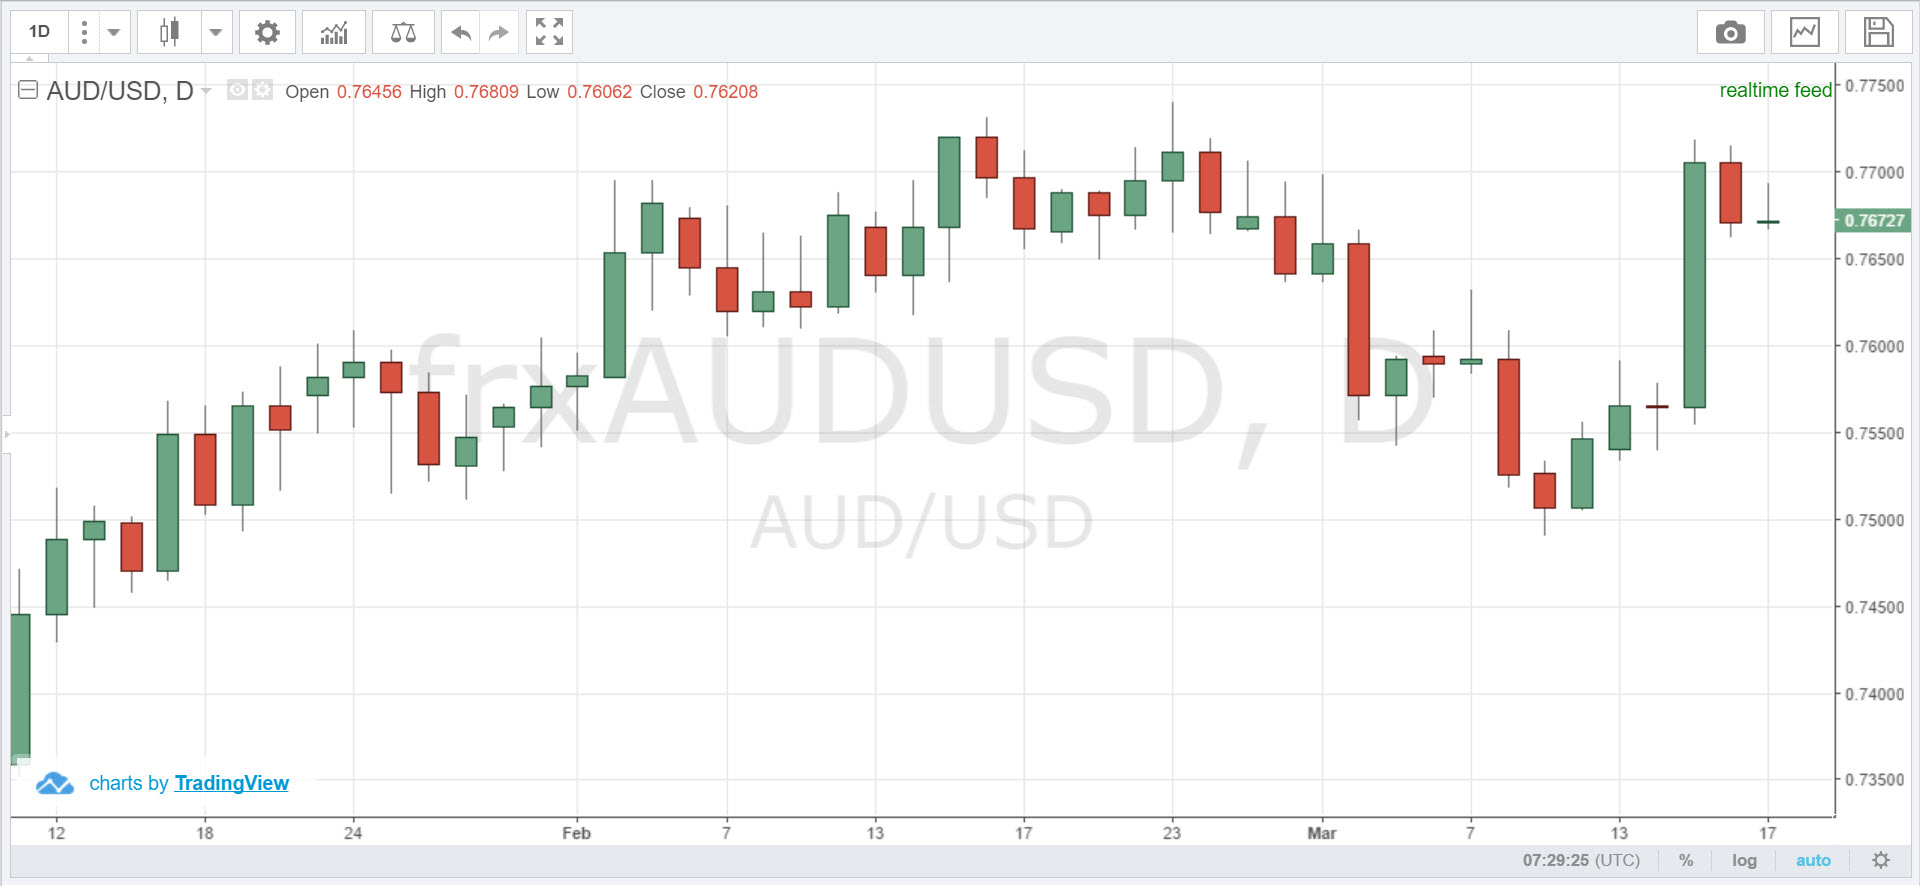 1D
AUD/USD, D Open 0.76456 High 0.76809 Low 0.76062 Close 0.76208
realtime feed
0.77500
0.77000
0.76727
0.76500
0.76000
0.75500
0.75000
0.74500
0.74000
0.73500
frxAUDUSD, D
AUD/USD
charts by TradingView
12 18 24 Feb 7 13 17 23 Mar 7 13 17
07:29:25 (UTC) % log auto